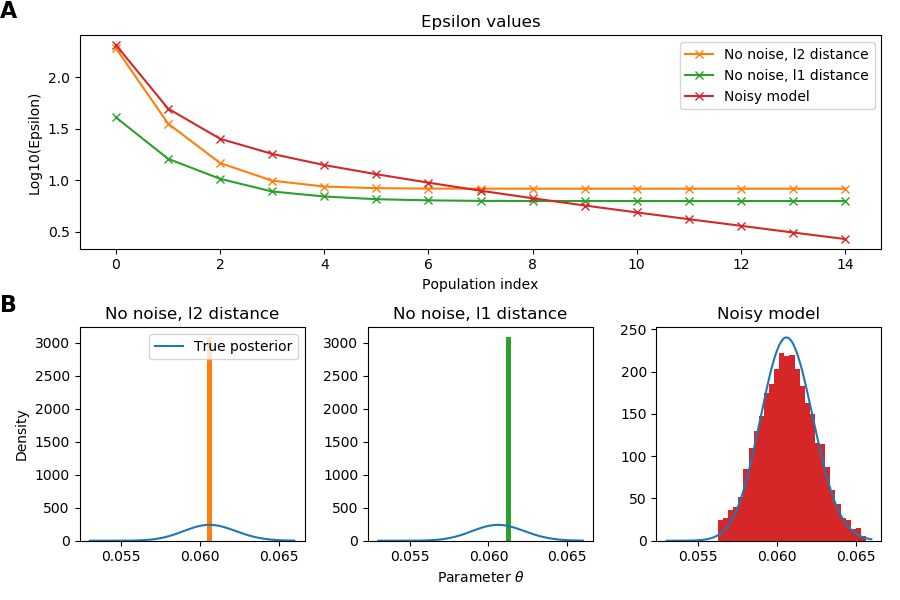 A
Epsilon values
Log10(Epsilon)
2.0
1.5
1.0
0.5
No noise, l2 distance
No noise, l1 distance
Noisy model
0 2 4 6 8 10 12 14
Population index
B
No noise, l2 distance
Density
3000
2500
2000
1500
1000
500
0
True posterior
0.055 0.060 0.065
No noise, l1 distance
3000
2500
2000
1500
1000
500
0
0.055 0.060 0.065
Parameter θ
Noisy model
250
200
150
100
50
0
0.055 0.060 0.065